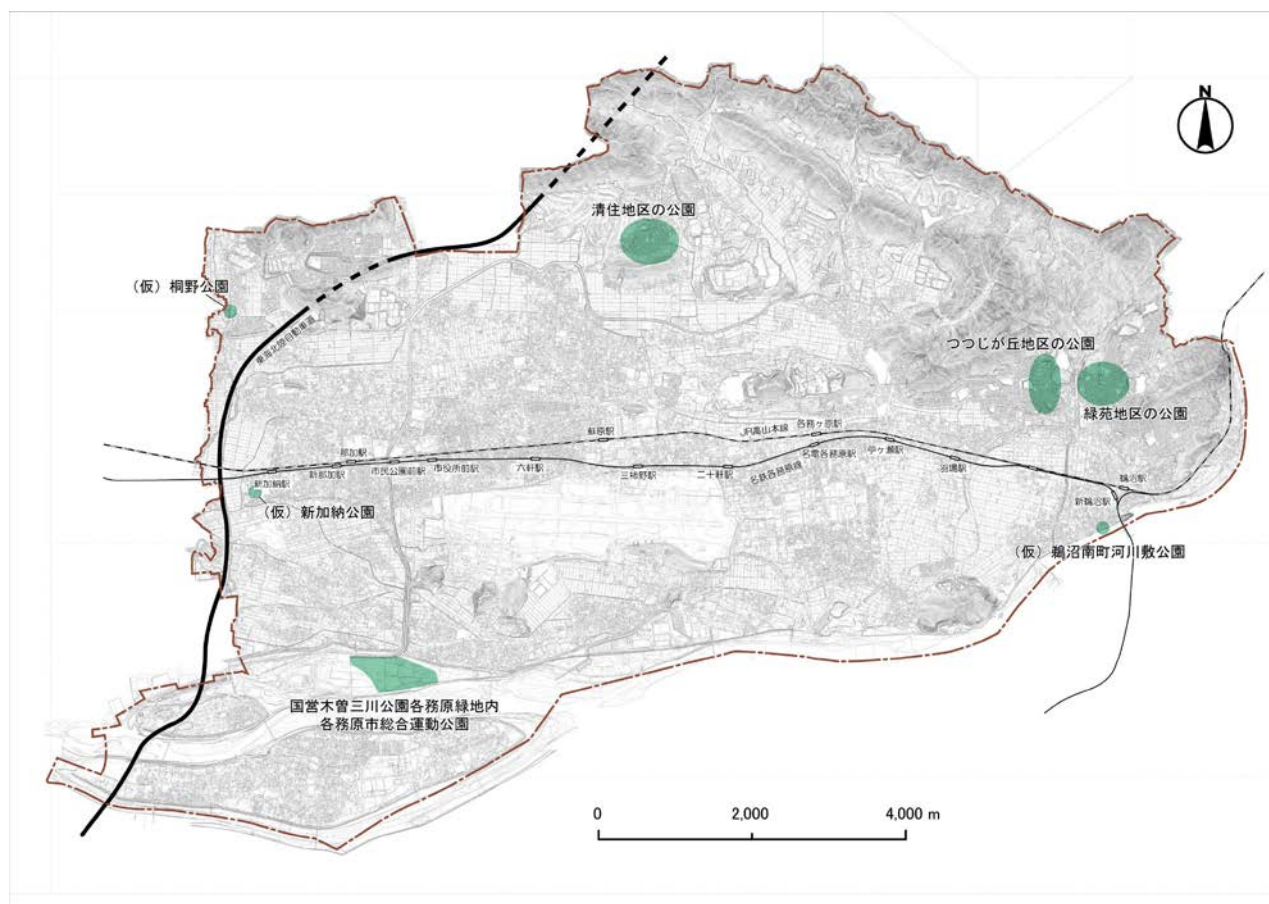 N
清住地区の公園
（仮）桐野公園
東海北陸自動車道
つつじが丘地区の公園
緑苑地区の公園
蘇原駅
JR高山本線
各務ヶ原駅
那加駅
新那加駅
市民公園前駅
市役所前駅
六軒駅
三柿野駅
二十軒駅
名鉄各務原線
名電各務原駅
苧ヶ瀬駅
羽場駅
鵜沼駅
新鵜沼駅
新加納駅
（仮）新加納公園
（仮）鵜沼南町河川敷公園
国営木曽三川公園各務原緑地内
各務原市総合運動公園
0
2,000
4,000 m